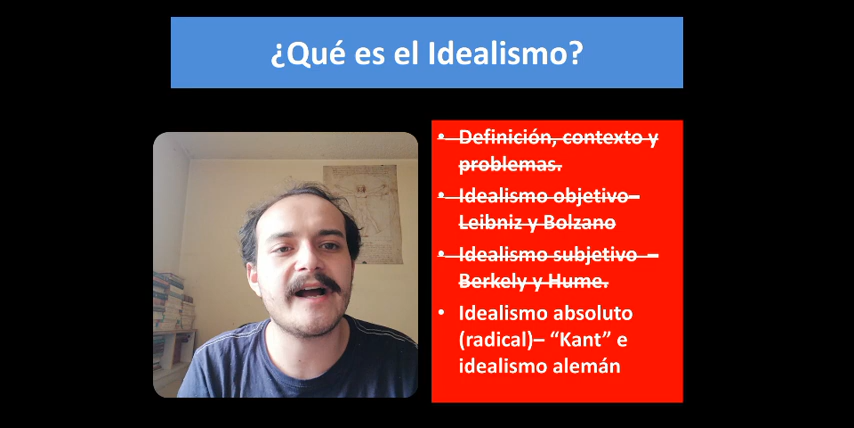 ¿Qué es el Idealismo?
• Definición, contexto y
problemas.
• Idealismo objetivo–
Leibniz y Bolzano
• Idealismo subjetivo –
Berkely y Hume.
• Idealismo absoluto
(radical)– “Kant” e
idealismo alemán